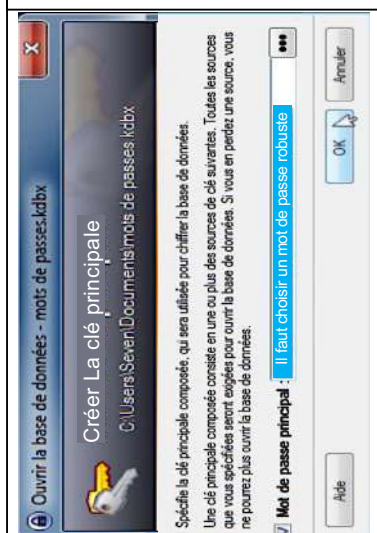 Ouvrir la base de données - mots de passes.kdbx
X
Créer La clé principale
C:\Users\Seven\Documents\mots de passes.kdbx
Spécifie la clé principale composée, qui sera utilisée pour chiffrer la base de données.
Une clé principale composée consiste en une ou plus des sources de clé suivantes. Toutes les sources
que vous spécifiées seront exigées pour ouvrir la base de données. Si vous en perdez une source, vous
ne pourrez plus ouvrir la base de données.
Mot de passe principal : Il faut choisir un mot de passe robuste
Aide
OK
Annuler